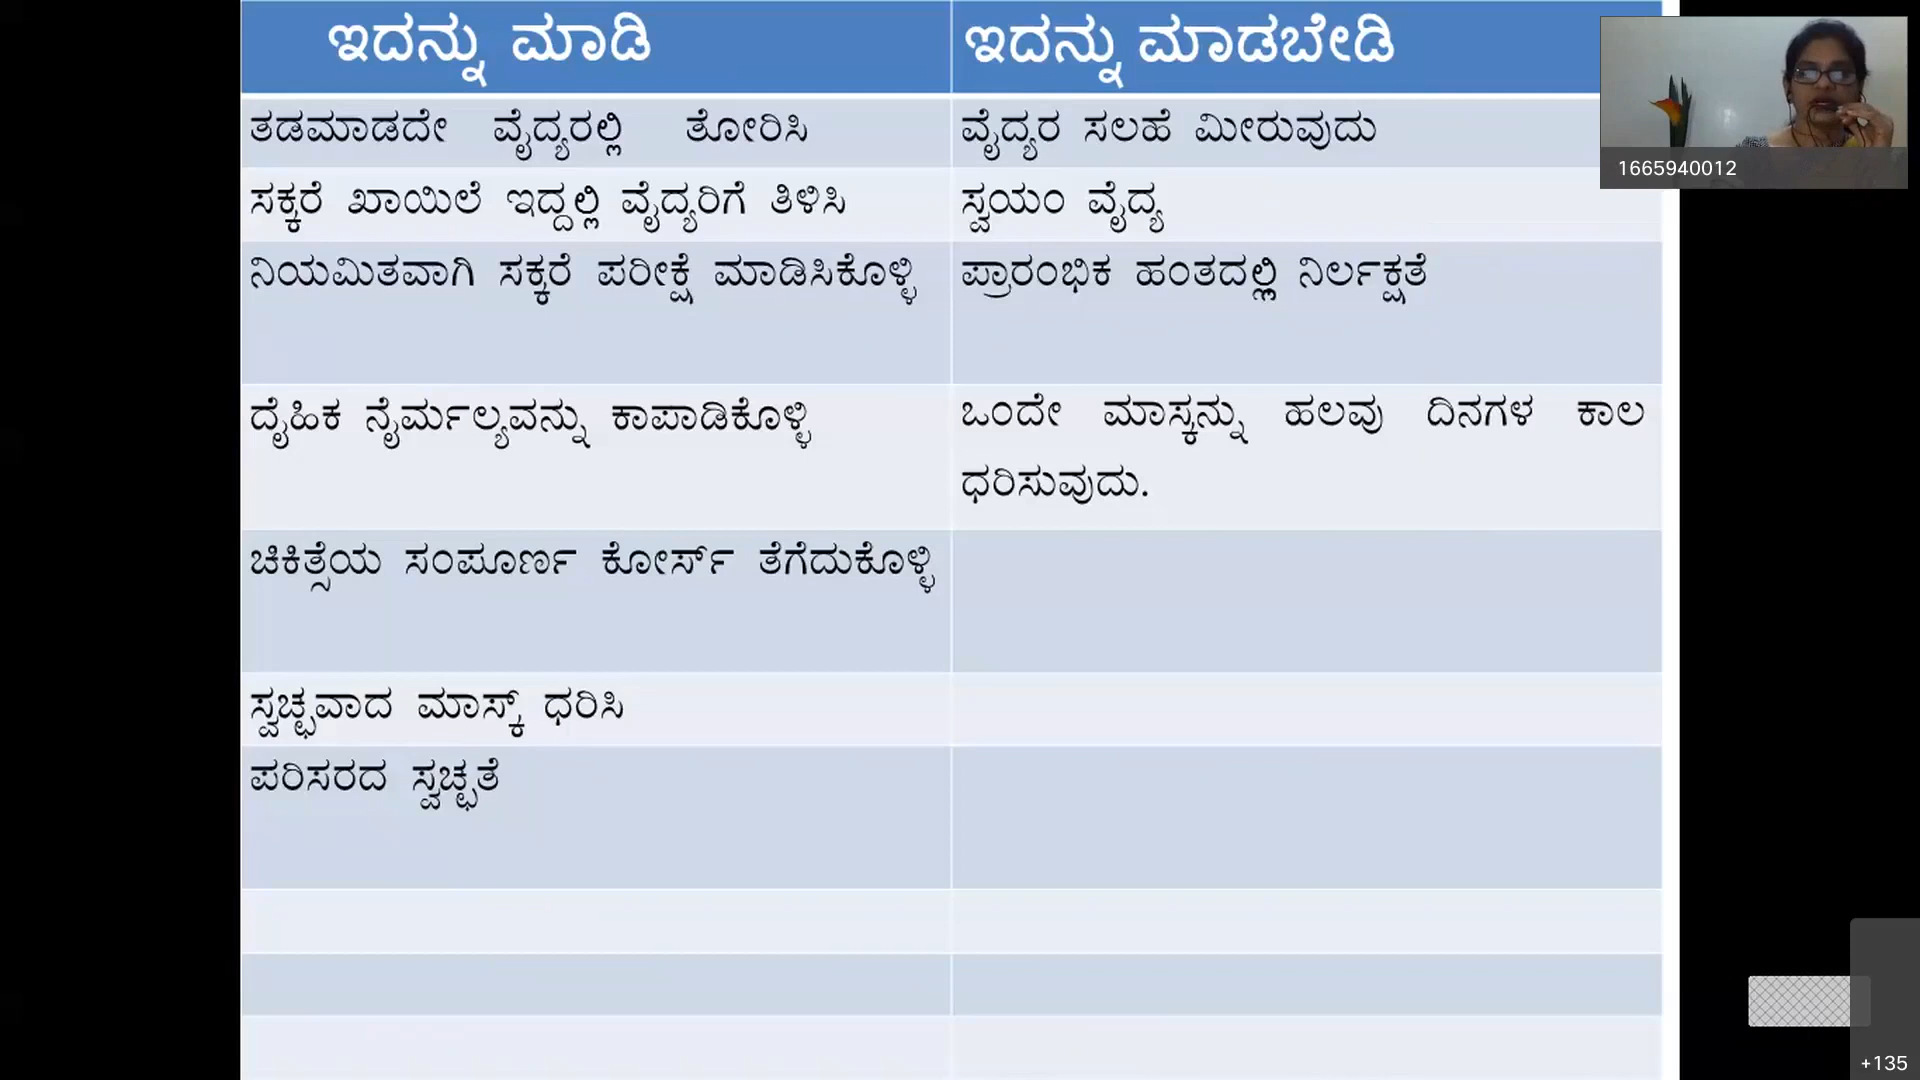 ಇದನ್ನು ಮಾಡಿ ಇದನ್ನು ಮಾಡಬೇಡಿ
ತಡಮಾಡದೇ ವೈದ್ಯರಲ್ಲಿ ತೋರಿಸಿ ವೈದ್ಯರ ಸಲಹೆ ಮೀರುವುದು
1665940012
ಸಕ್ಕರೆ ಖಾಯಿಲೆ ಇದ್ದಲ್ಲಿ ವೈದ್ಯರಿಗೆ ತಿಳಿಸಿ ಸ್ವಯಂ ವೈದ್ಯ
ನಿಯಮಿತವಾಗಿ ಸಕ್ಕರೆ ಪರೀಕ್ಷೆ ಮಾಡಿಸಿಕೊಳ್ಳಿ ಪ್ರಾರಂಭಿಕ ಹಂತದಲ್ಲಿ ನಿರ್ಲಕ್ಷತೆ
ದೈಹಿಕ ನೈರ್ಮಲ್ಯವನ್ನು ಕಾಪಾಡಿಕೊಳ್ಳಿ ಒಂದೇ ಮಾಸ್ಕನ್ನು ಹಲವು ದಿನಗಳ ಕಾಲ
ಧರಿಸುವುದು.
ಚಿಕಿತ್ಸೆಯ ಸಂಪೂರ್ಣ ಕೋರ್ಸ್ ತೆಗೆದುಕೊಳ್ಳಿ
ಸ್ವಚ್ಛವಾದ ಮಾಸ್ಕ್ ಧರಿಸಿ
ಪರಿಸರದ ಸ್ವಚ್ಛತೆ
+135